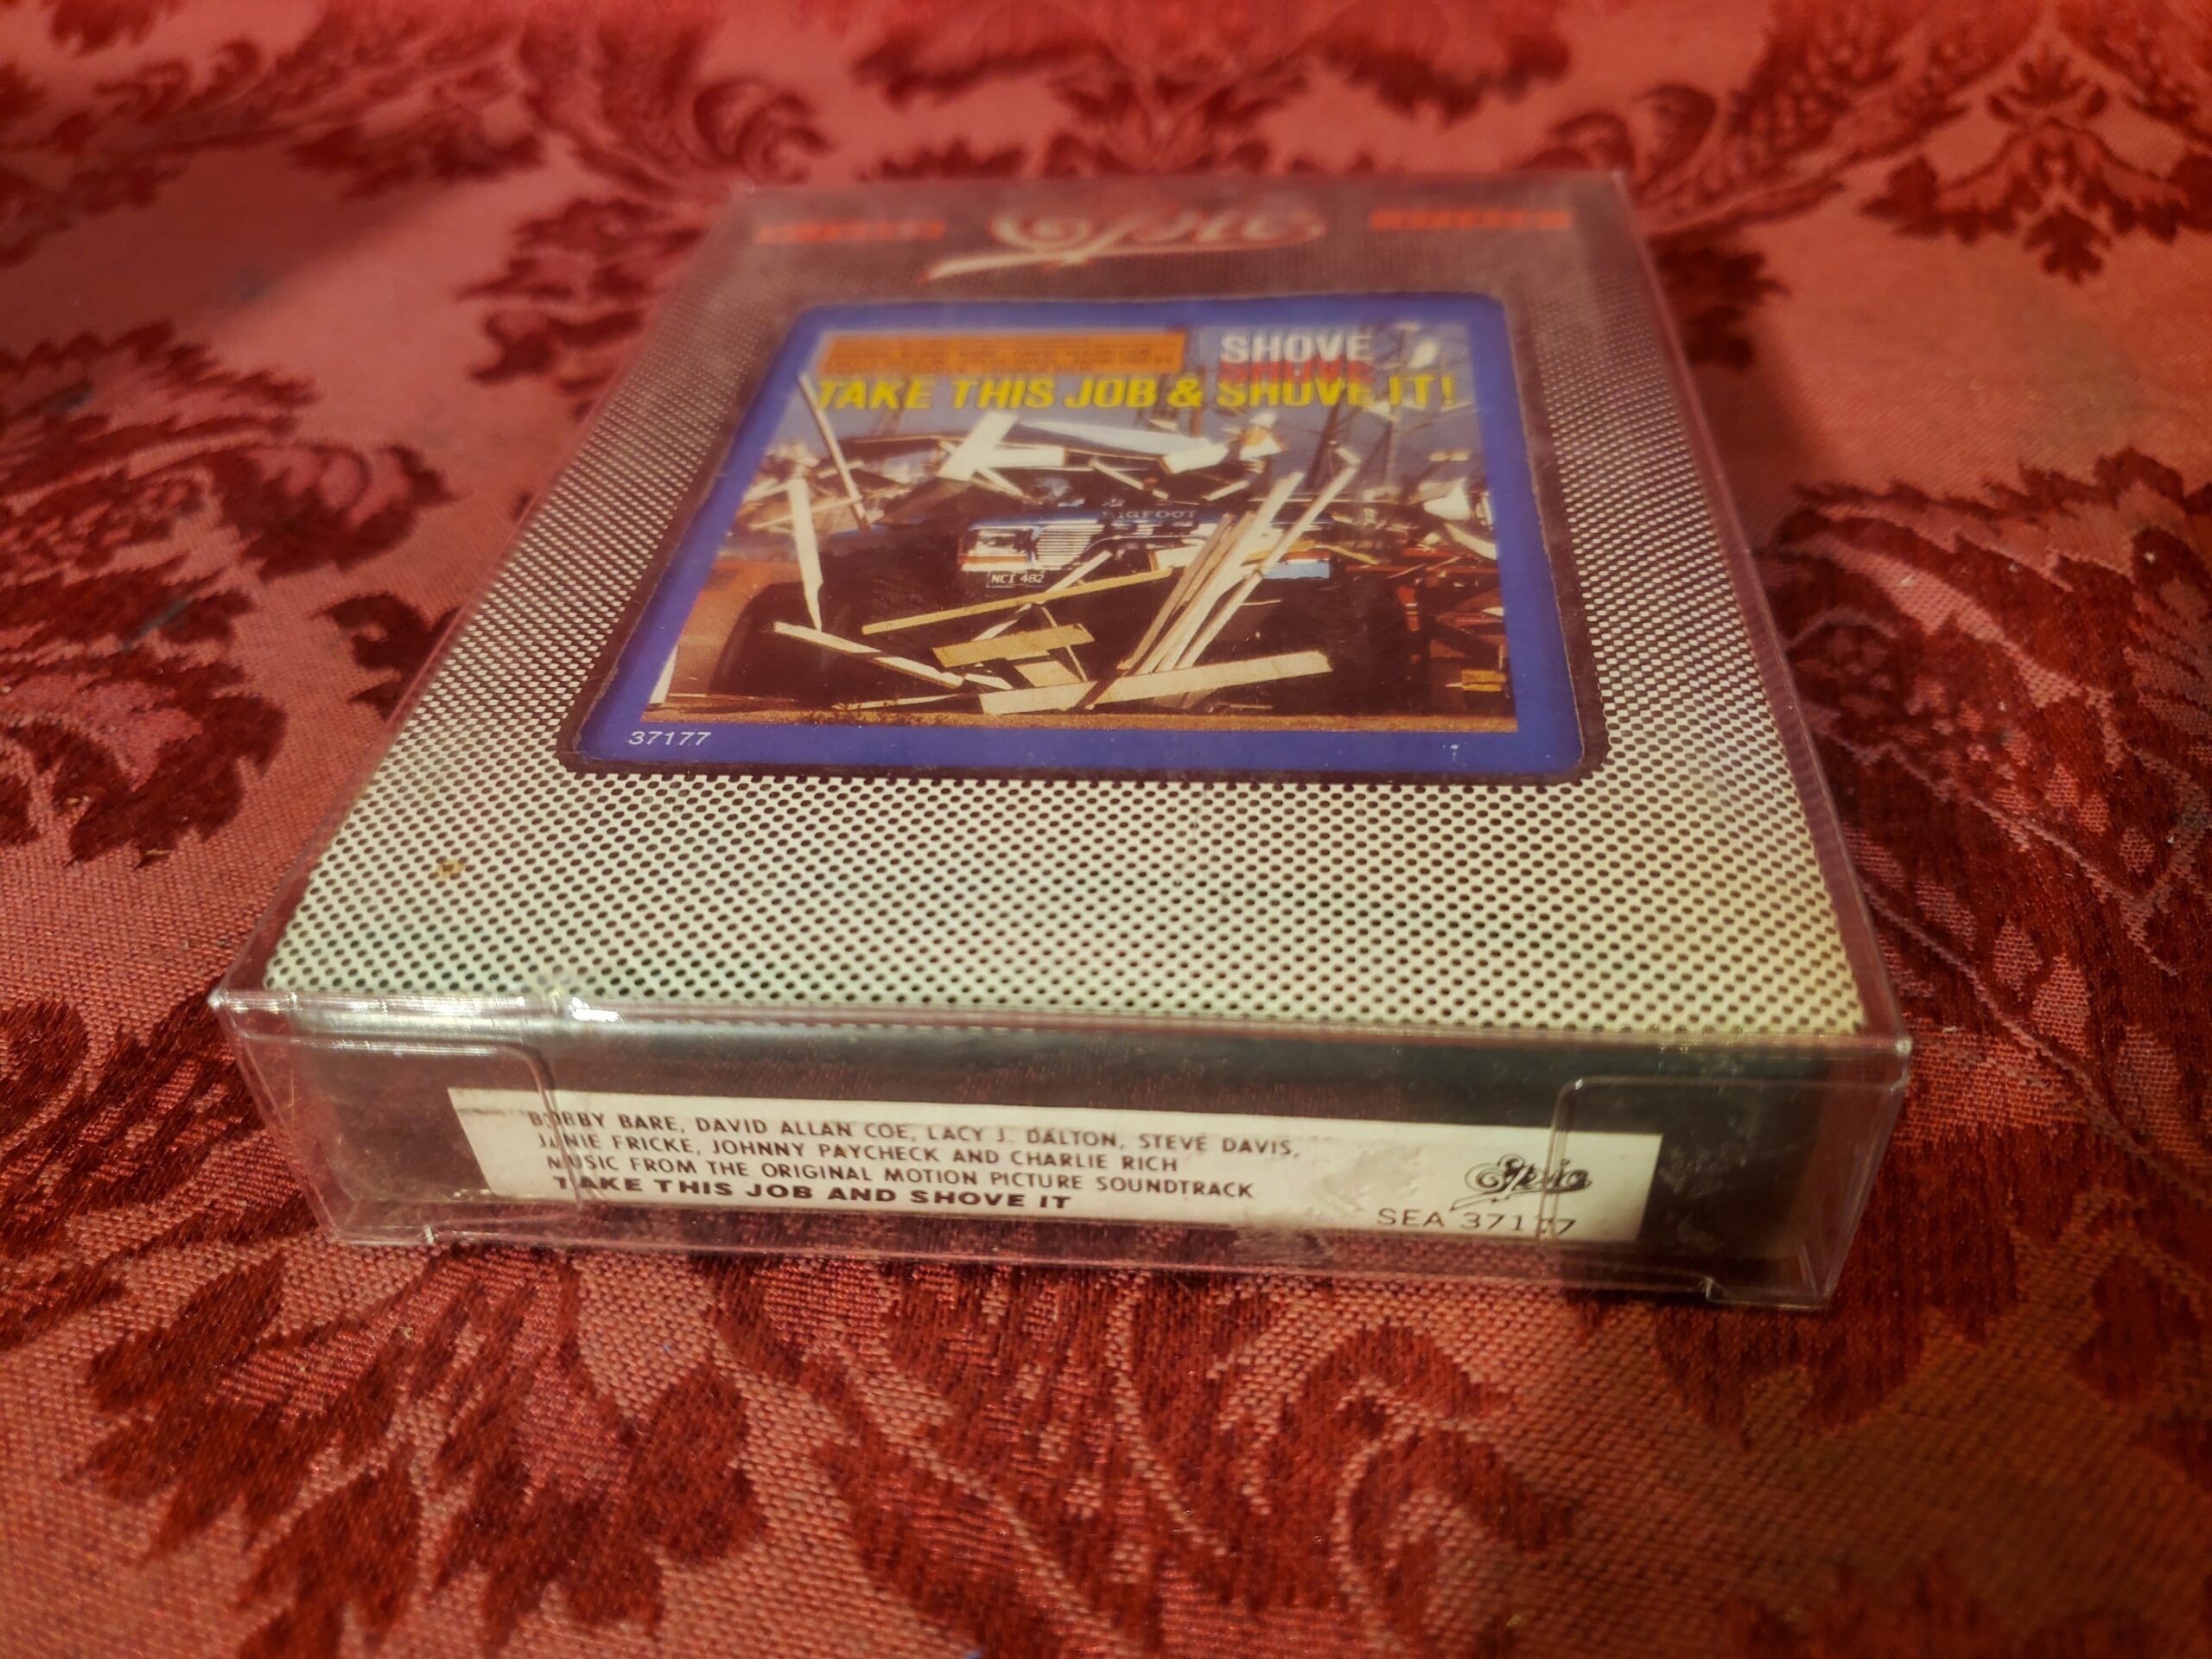 Epic
SHOVE
SHOVE
TAKE THIS JOB & SHOVE IT!
BIGFOOT
NCI 482
37177
BOBBY BARE, DAVID ALLAN COE, LACY J. DALTON, STEVE DAVIS,
JANIE FRICKE, JOHNNY PAYCHECK AND CHARLIE RICH
MUSIC FROM THE ORIGINAL MOTION PICTURE SOUNDTRACK
TAKE THIS JOB AND SHOVE IT
Epic
SEA 37177